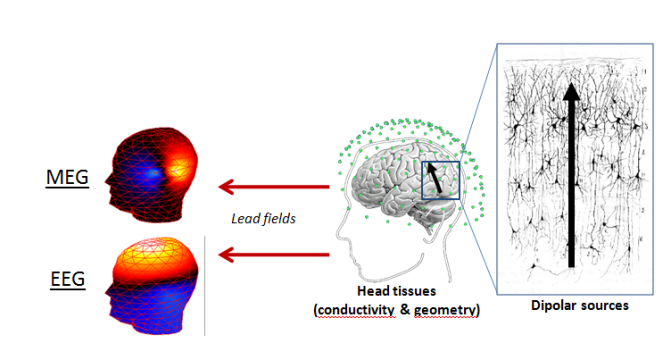 MEG
EEG
Lead fields
Head tissues
(conductivity & geometry)
Dipolar sources